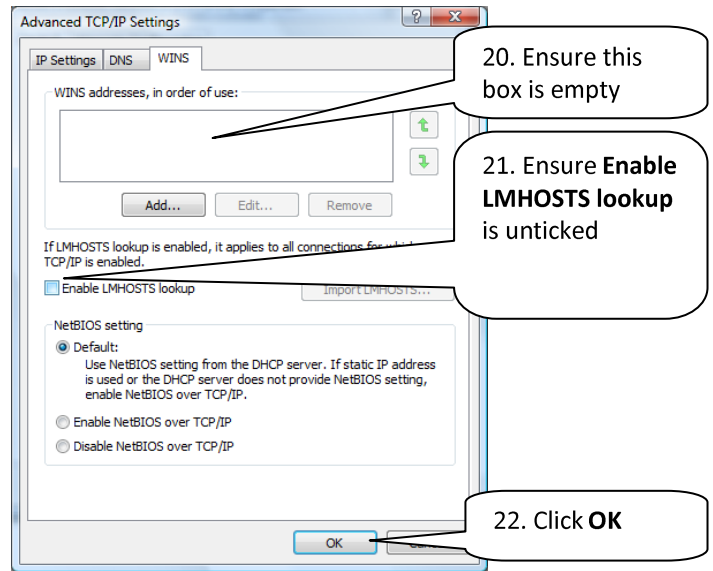 Advanced TCP/IP Settings
IP Settings DNS WINS
WINS addresses, in order of use:
20. Ensure this
box is empty
Add... Edit... Remove
21. Ensure Enable
LMHOSTS lookup
is unticked
If LMHOSTS lookup is enabled, it applies to all connections for which
TCP/IP is enabled.
Enable LMHOSTS lookup
Import LMHOSTS...
NetBIOS setting
Default:
Use NetBIOS setting from the DHCP server. If static IP address
is used or the DHCP server does not provide NetBIOS setting,
enable NetBIOS over TCP/IP.
Enable NetBIOS over TCP/IP
Disable NetBIOS over TCP/IP
22. Click OK
OK